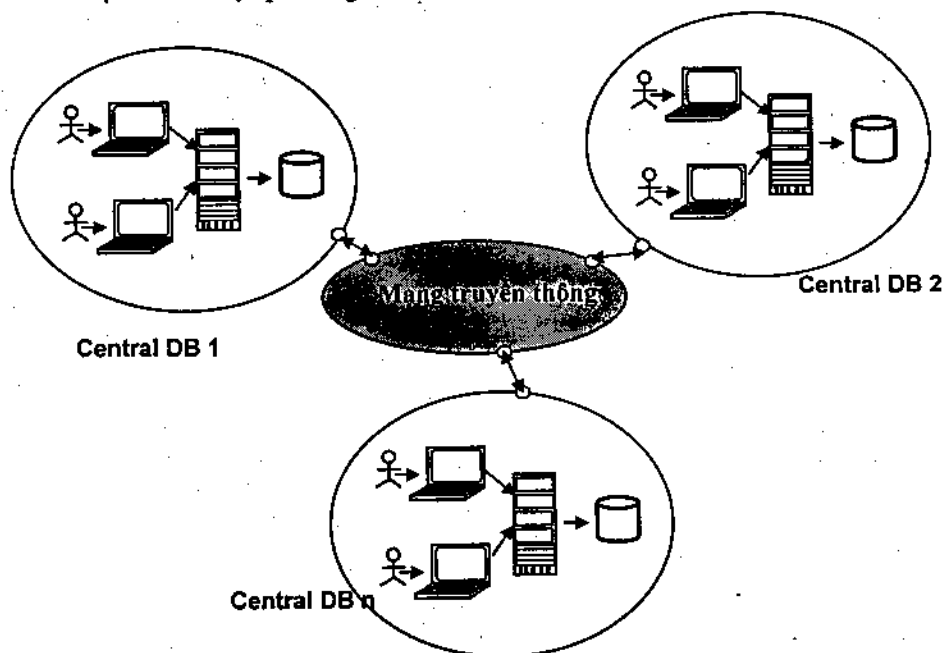 Mạng truyền thông
Central DB 2
Central DB 1
Central DB n